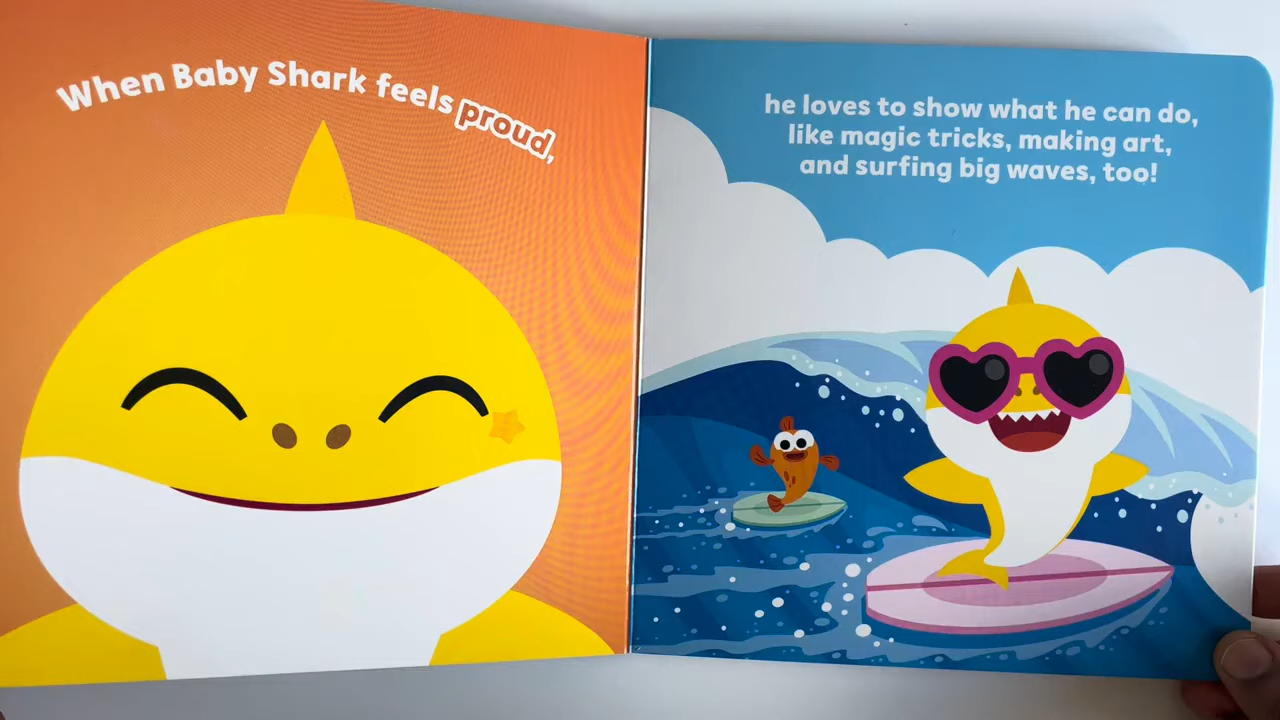 When Baby Shark feels proud,
he loves to show what he can do,
like magic tricks, making art,
and surfing big waves, too!